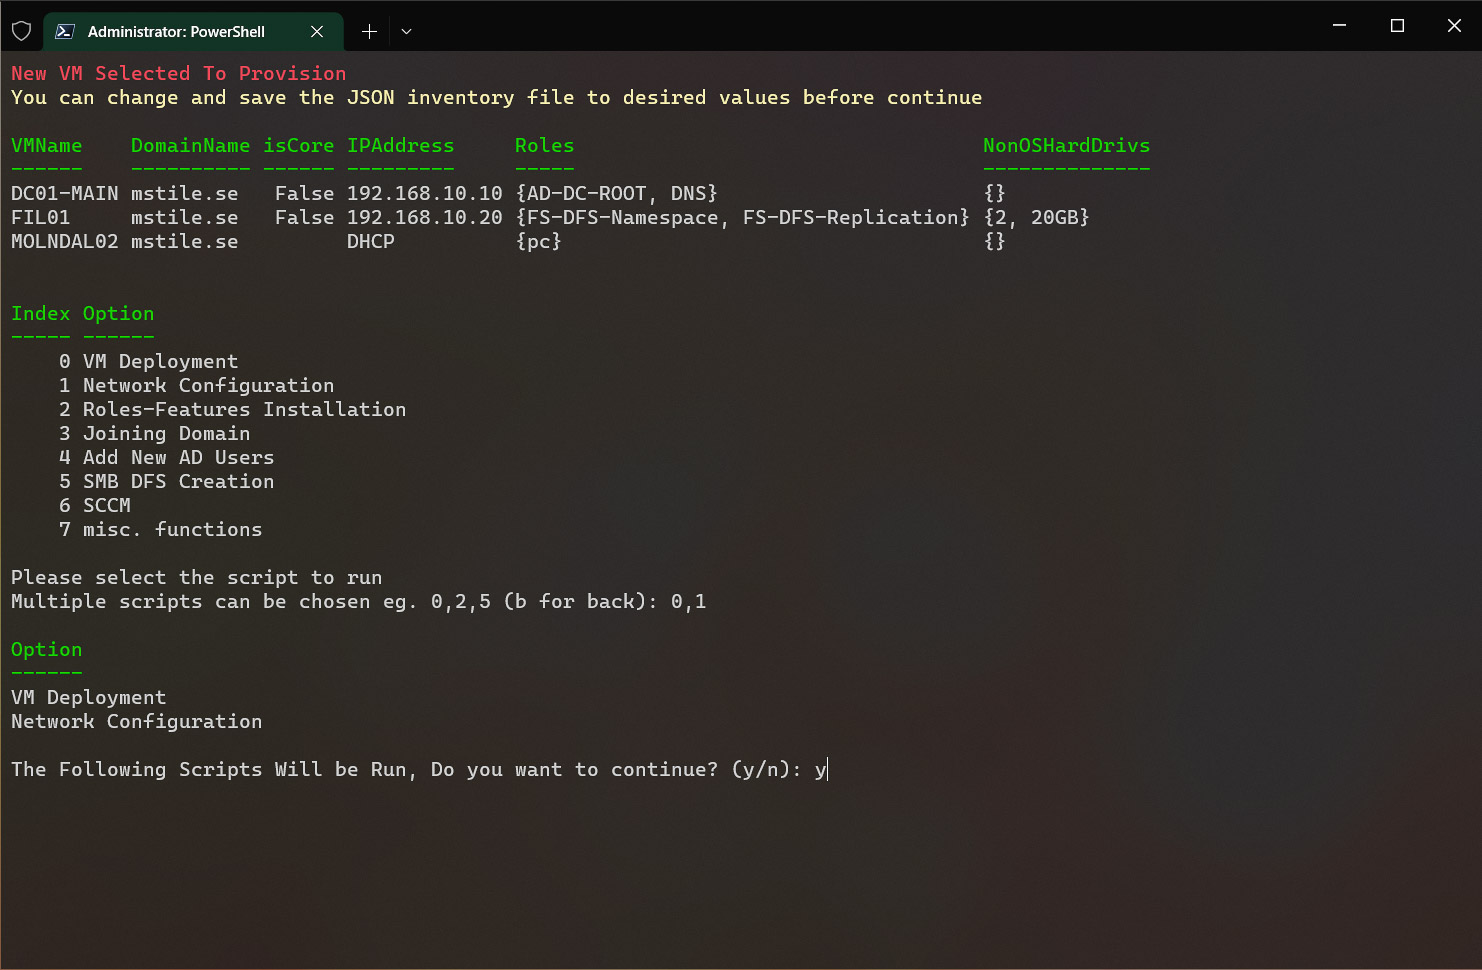 Administrator: PowerShell
New VM Selected To Provision
You can change and save the JSON inventory file to desired values before continue
VMName    DomainName isCore IPAddress     Roles                                  NonOSHardDrivs
------    ---------- ------ ---------     -----                                  --------------
DC01-MAIN mstile.se   False 192.168.10.10 {AD-DC-ROOT, DNS}                      {}
FIL01     mstile.se   False 192.168.10.20 {FS-DFS-Namespace, FS-DFS-Replication} {2, 20GB}
MOLNDAL02 mstile.se         DHCP          {pc}                                   {}
Index Option
----- ------
    0 VM Deployment
    1 Network Configuration
    2 Roles-Features Installation
    3 Joining Domain
    4 Add New AD Users
    5 SMB DFS Creation
    6 SCCM
    7 misc. functions
Please select the script to run
Multiple scripts can be chosen eg. 0,2,5 (b for back): 0,1
Option
------
VM Deployment
Network Configuration
The Following Scripts Will be Run, Do you want to continue? (y/n): y